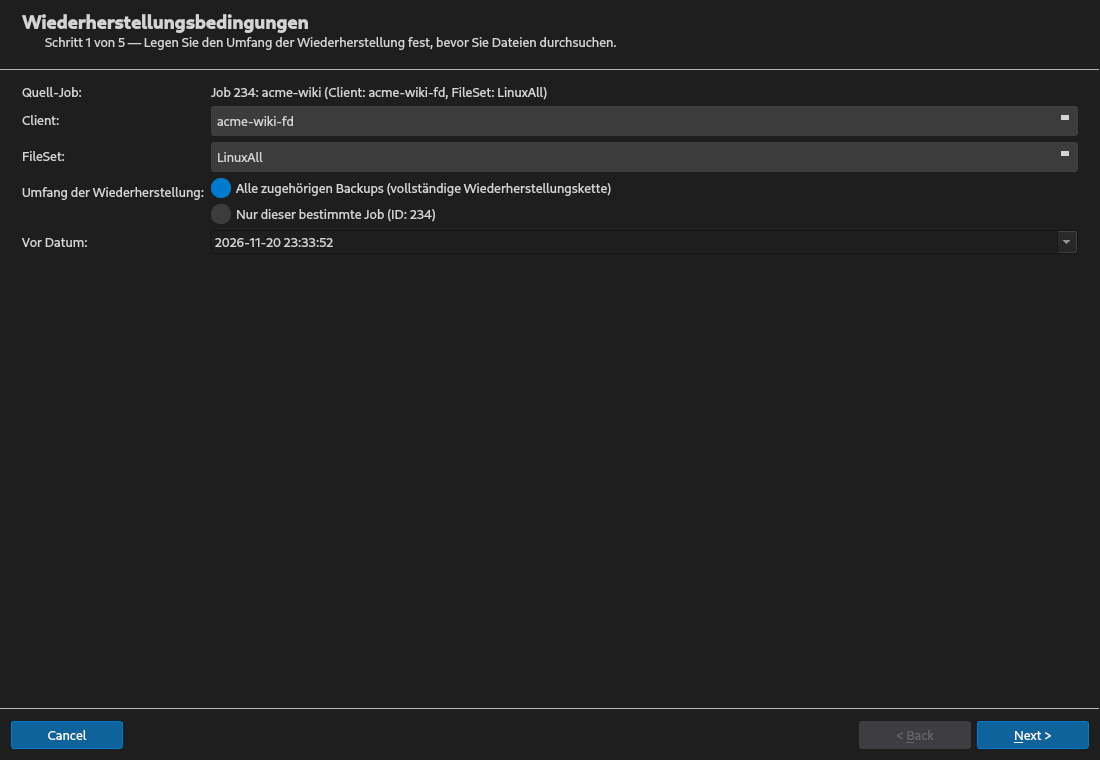 Wiederherstellungsbedingungen
Schritt 1 von 5 — Legen Sie den Umfang der Wiederherstellung fest, bevor Sie Dateien durchsuchen.
Quell-Job: Job 234: acme-wiki (Client: acme-wiki-fd, FileSet: LinuxAll)
Client: acme-wiki-fd
FileSet: LinuxAll
Umfang der Wiederherstellung: Alle zugehörigen Backups (vollständige Wiederherstellungskette)
Nur dieser bestimmte Job (ID: 234)
Vor Datum: 2026-11-20 23:33:52
Cancel < Back Next >